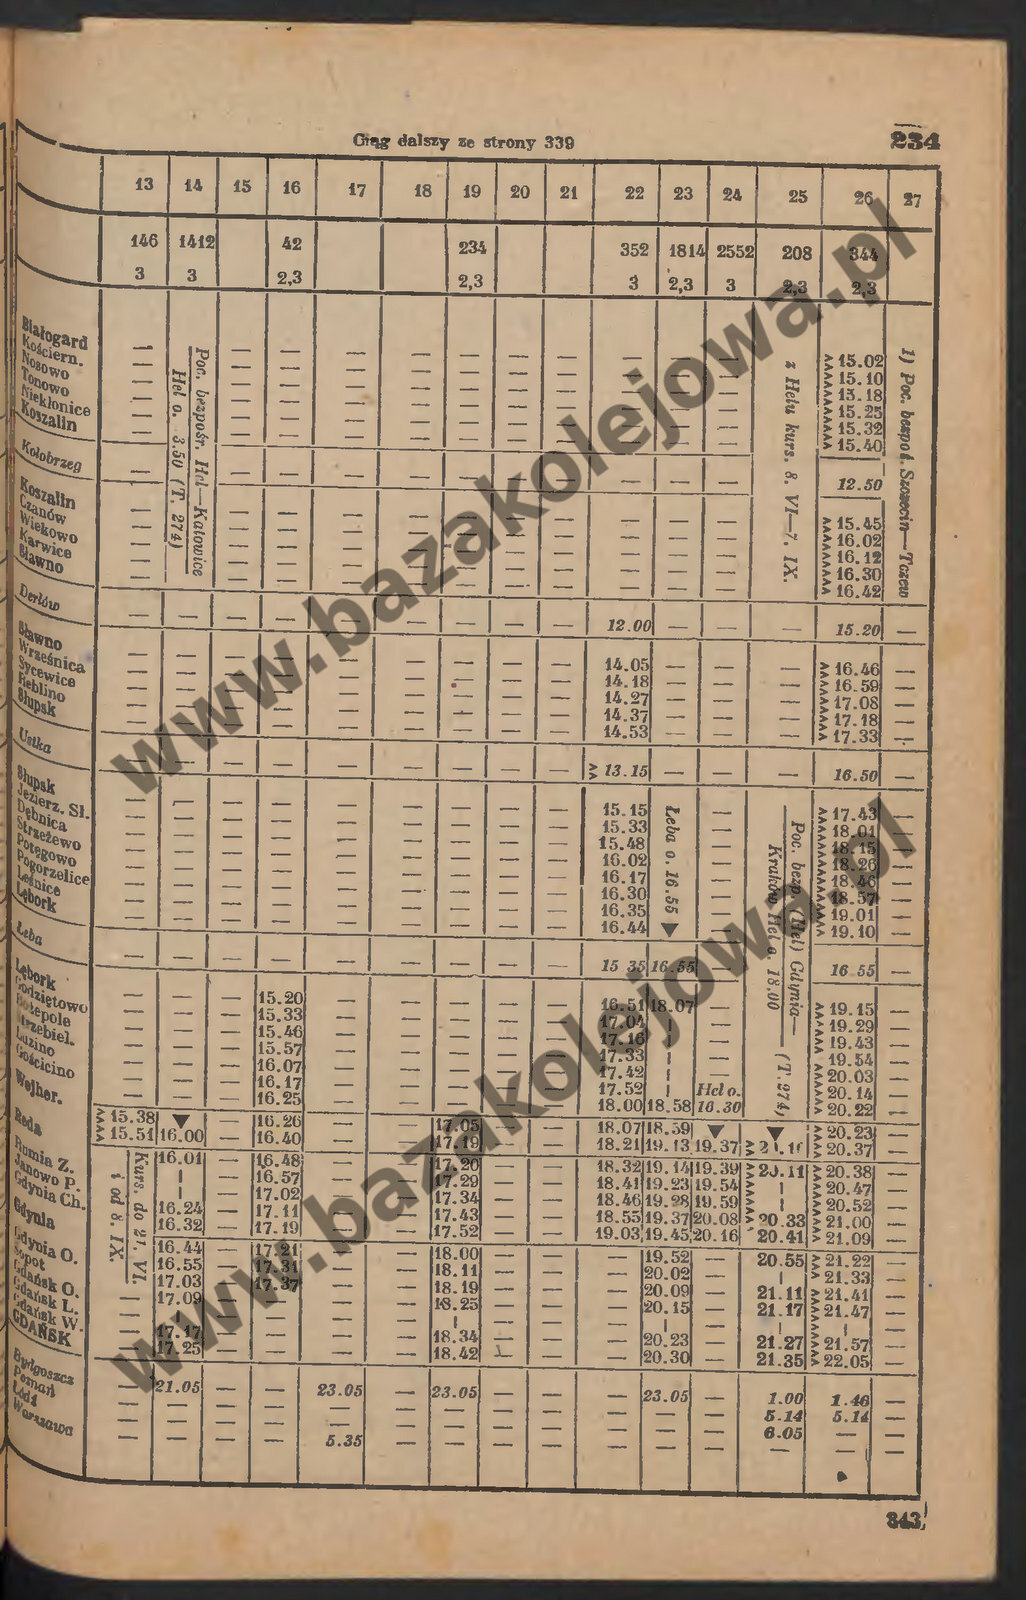 Ciąg dalszy ze strony 339
234
13 14 15 16 17 18 19 20 21 22 23 24 25 26 27
146 1412 42 234 352 1814 2552 208 344
3 3 2,3 2,3 3 2,3 3 2,3 2,3
Białogard — — — — — — — — — 15.02
Kościern. — — — — — — — — — 15.10
Nosowo — — — — — — — — — 15.18
Tonowo — — — — — — — — — 15.25
Niekłonice — — — — — — — — — 15.32
Koszalin — — — — — — — — — 15.40
Kołobrzeg — — — — — — — — — 12.50
Koszalin — — — — — — — — — 15.45
Czanów — — — — — — — — — 16.02
Wiekowo — — — — — — — — — 16.12
Karwice — — — — — — — — — 16.30
Sławno — — — — — — — — — 16.42
Poc. bezpośr. Hel—Katowice
Hel o. 3.50 (T. 274)
z Helu kurs. 8. VI—7. IX.
1) Poc. bezpoś. Szczecin—Tczew
Derłów — — — — — — — — — 12.00 — — — 15.20 —
Sławno — — — — — — — — — 14.05 — — — 16.46 —
Wrześnica — — — — — — — — — 14.18 — — — 16.59 —
Sycewice — — — — — — — — — 14.27 — — — 17.08 —
Reblino — — — — — — — — — 14.37 — — — 17.18 —
Słupsk — — — — — — — — — 14.53 — — — 17.33 —
Ustka — — — — — — — — — 13.15 — — — 16.50 —
Słupsk — — — — — — — — — 15.15 — 17.43 —
Jezierz. Sł. — — — — — — — — — 15.33 — 18.01 —
Dębnica — — — — — — — — — 15.48 — 18.15 —
Strzeżewo — — — — — — — — — 16.02 — 18.26 —
Potęgowo — — — — — — — — — 16.17 — 18.46 —
Pogorzelice — — — — — — — — — 16.30 — 18.57 —
Leśnice — — — — — — — — — 16.35 — 19.01 —
Lębork — — — — — — — — — 16.44 ▼ — 19.10 —
Łeba o. 16.55
Poc. bezp. (Hel) Gdynia—
Kraków Hel o. 18.00 (T. 274)
Łeba — — — — — — — — — 15 35 16.55 — 16 55 —
Lębork — — — 15.20 — — — — — 16.51 18.07 — 19.15 —
Godziętowo — — — 15.33 — — — — — 17.04 | — 19.29 —
Bożepole — — — 15.46 — — — — — 17.16 | — 19.43 —
Strzebiel. — — — 15.57 — — — — — 17.33 | — 19.54 —
Luzino — — — 16.07 — — — — — 17.42 | — 20.03 —
Gościcino — — — 16.17 — — — — — 17.52 | Hel o. 20.14 —
Wejher. — — — 16.25 — — — — — 18.00 18.58 16.30 20.22 —
15.38 ▼ — 16.26 — — 17.05 — — 18.07 18.59 ▼ ▼ 20.23 —
Reda 15.51 16.00 — 16.40 — — 17.19 — — 18.21 19.13 19.37 20.37 —
16.01 — 16.48 — — 17.20 — — 18.32 19.14 19.39 20.11 20.38 —
Rumia Z. | — 16.57 — — 17.29 — — 18.41 19.23 19.54 | 20.47 —
Janowo P. | — 17.02 — — 17.34 — — 18.46 19.28 19.59 | 20.52 —
Gdynia Ch. 16.24 — 17.11 — — 17.43 — — 18.55 19.37 20.08 20.33 21.00 —
Gdynia 16.32 — 17.19 — — 17.52 — — 19.03 19.45 20.16 20.41 21.09 —
Kurs. do 21. VI.
i od 8. IX.
16.44 — 17.21 — — 18.00 — — — 19.52 — 20.55 21.22 —
Gdynia O. 16.55 — 17.31 — — 18.11 — — — 20.02 — | 21.33 —
Sopot 17.03 — 17.37 — — 18.19 — — — 20.09 — 21.11 21.41 —
Gdańsk O. 17.09 — — — — 18.25 — — — 20.15 — 21.17 21.47 —
Gdańsk L. — | — — — — | — — — | — | | —
Gdańsk W. — 17.17 — — — — 18.34 — — — 20.23 — 21.27 21.57 —
GDAŃSK — 17.25 — — — — 18.42 — — — 20.30 — 21.35 22.05 —
Bydgoszcz — 21.05 — — 23.05 — 23.05 — — — 23.05 — 1.00 1.46 —
Poznań — — — — — — — — — — — — 5.14 5.14 —
Łódź — — — — — — — — — — — — 6.05 — —
Warszawa — — — — 5.35 — — — — — — — — — —
343
www.bazakolejowa.pl
www.bazakolejowa.pl